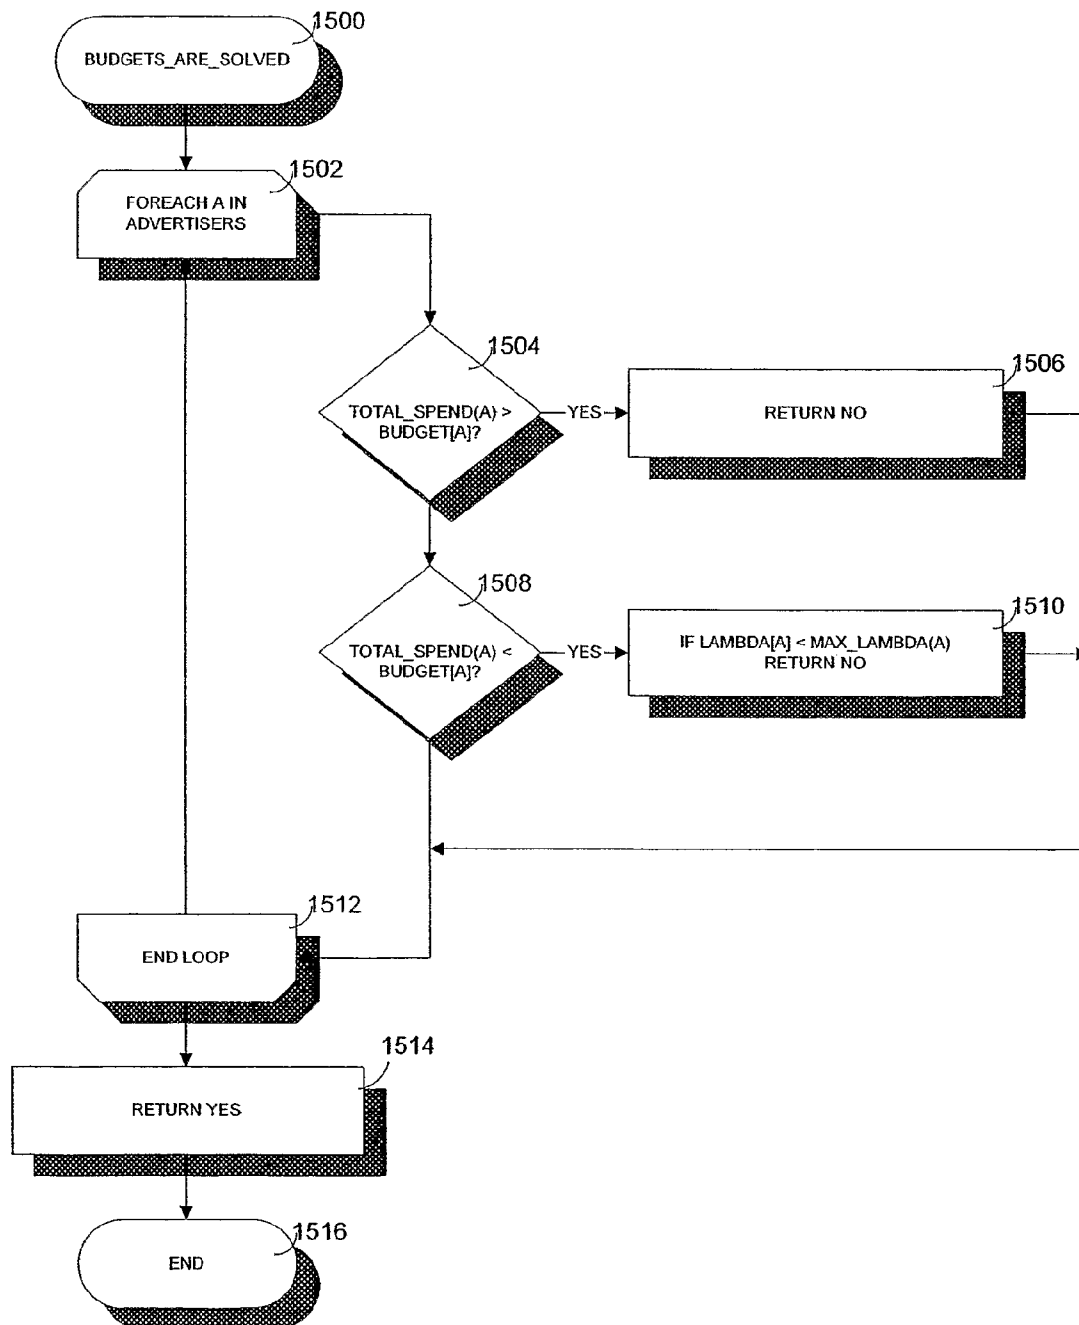 1500
BUDGETS_ARE_SOLVED
1502
FOREACH A IN
ADVERTISERS
1504
TOTAL_SPEND(A) >
BUDGET[A]?
YES
1506
RETURN NO
1508
TOTAL_SPEND(A) <
BUDGET[A]?
YES
1510
IF LAMBDA[A] < MAX_LAMBDA(A)
RETURN NO
1512
END LOOP
1514
RETURN YES
1516
END